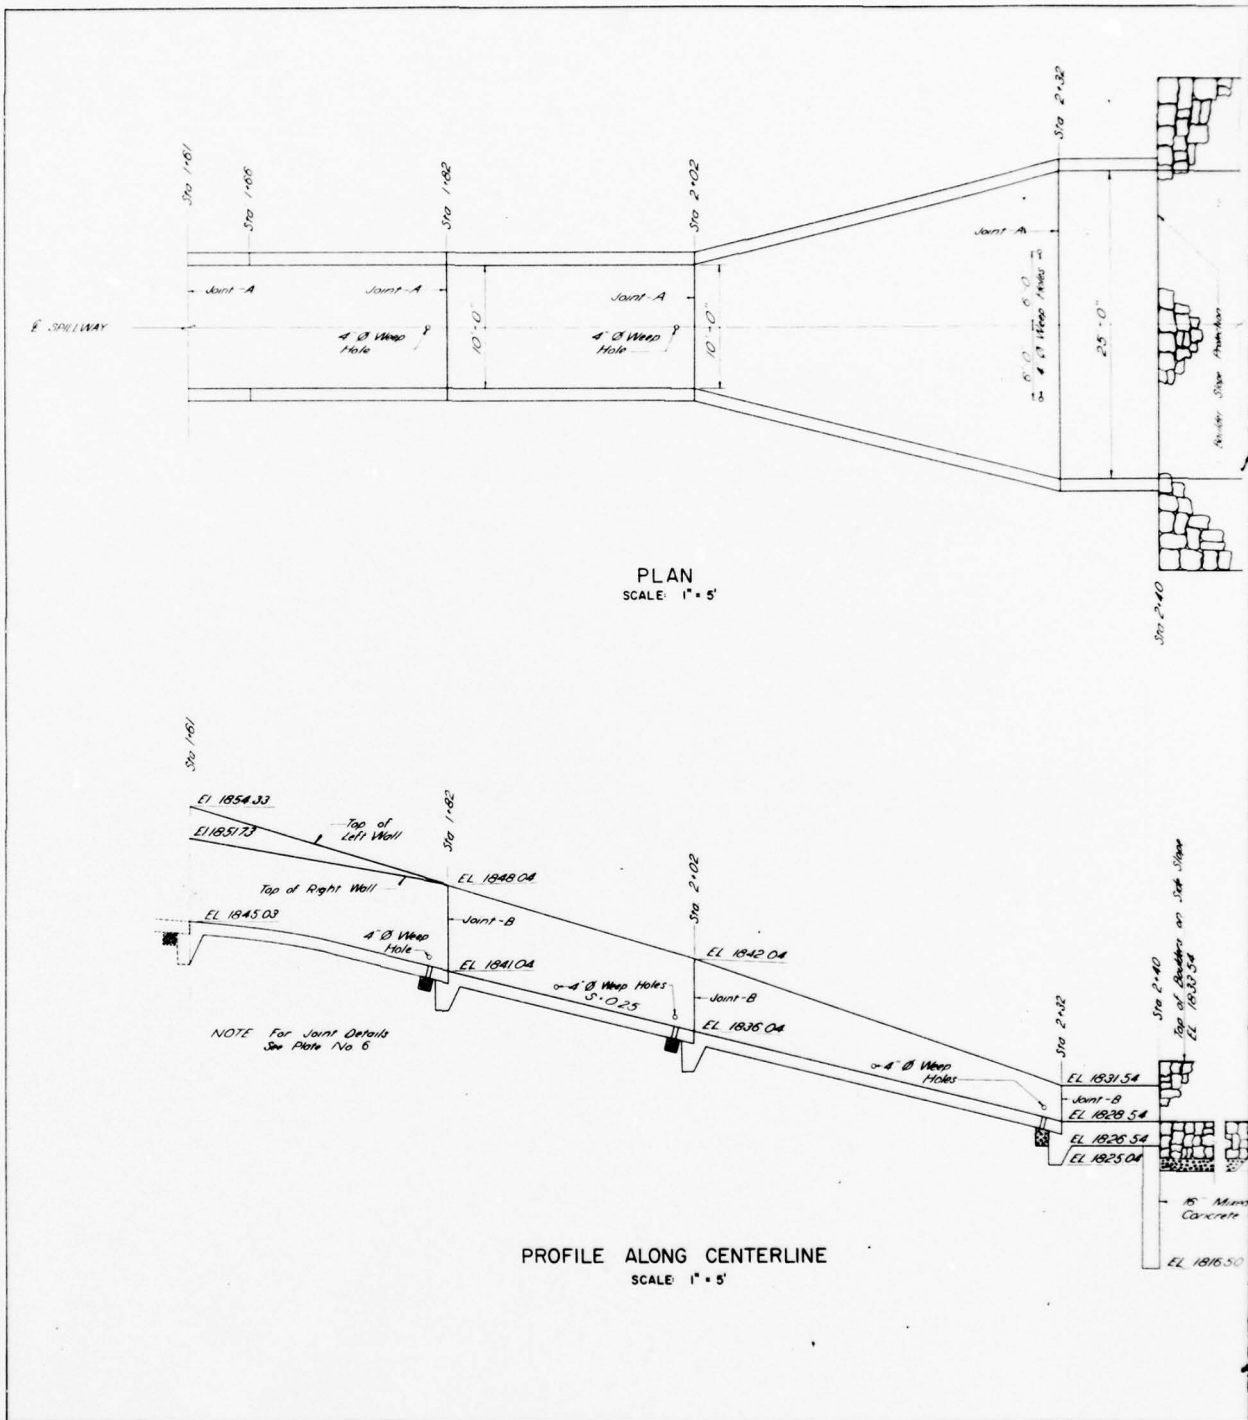 Sta 1+61
Sta 1+66
Sta 1+82
Sta 2+02
Sta 2+32
Joint-A
Joint-A
Joint-A
Joint-A
℄ SPILLWAY
4" Ø Weep
Hole
10'-0"
4" Ø Weep
Hole
10'-0"
6'-0" 6'-0"
4" Ø Weep Holes
25'-0"
Boulder Slope Protection
Sta 2+40
PLAN
SCALE: 1" = 5'
Sta 1+61
Sta 1+82
Sta 2+02
Sta 2+32
Sta 2+40
Top of Boulders on Side Slope
EL 1833.54
El 1854.33
El 1851.73
Top of
Left Wall
Top of Right Wall
EL 1848.04
EL 1845.03
Joint-B
4" Ø Weep
Hole
EL 1841.04
EL 1842.04
4" Ø Weep Holes
S=0.25
Joint-B
EL 1836.04
NOTE For Joint Details
See Plate No 6
4" Ø Weep
Holes
EL 1831.54
Joint-B
EL 1828.54
EL 1826.54
EL 1825.04
16"
Concrete
EL 1816.50
PROFILE ALONG CENTERLINE
SCALE: 1" = 5'